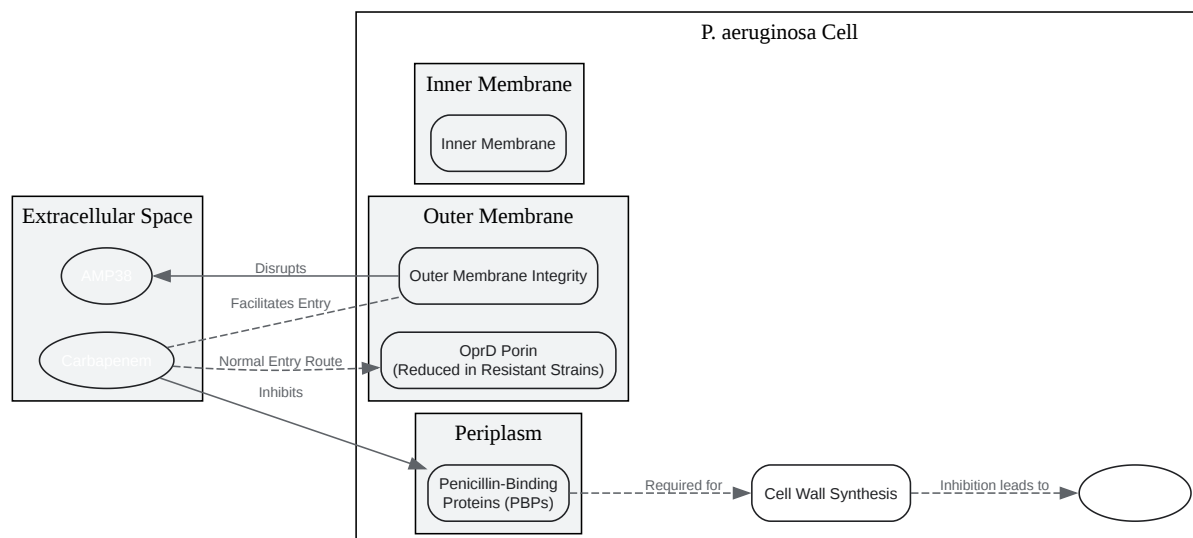 P. aeruginosa Cell
Inner Membrane
Inner Membrane
Extracellular Space
Outer Membrane
AMP38
Disrupts
Outer Membrane Integrity
Facilitates Entry
Carbapenem
Normal Entry Route
OprD Porin
(Reduced in Resistant Strains)
Inhibits
Periplasm
Penicillin-Binding
Proteins (PBPs)
Required for
Cell Wall Synthesis
Inhibition leads to